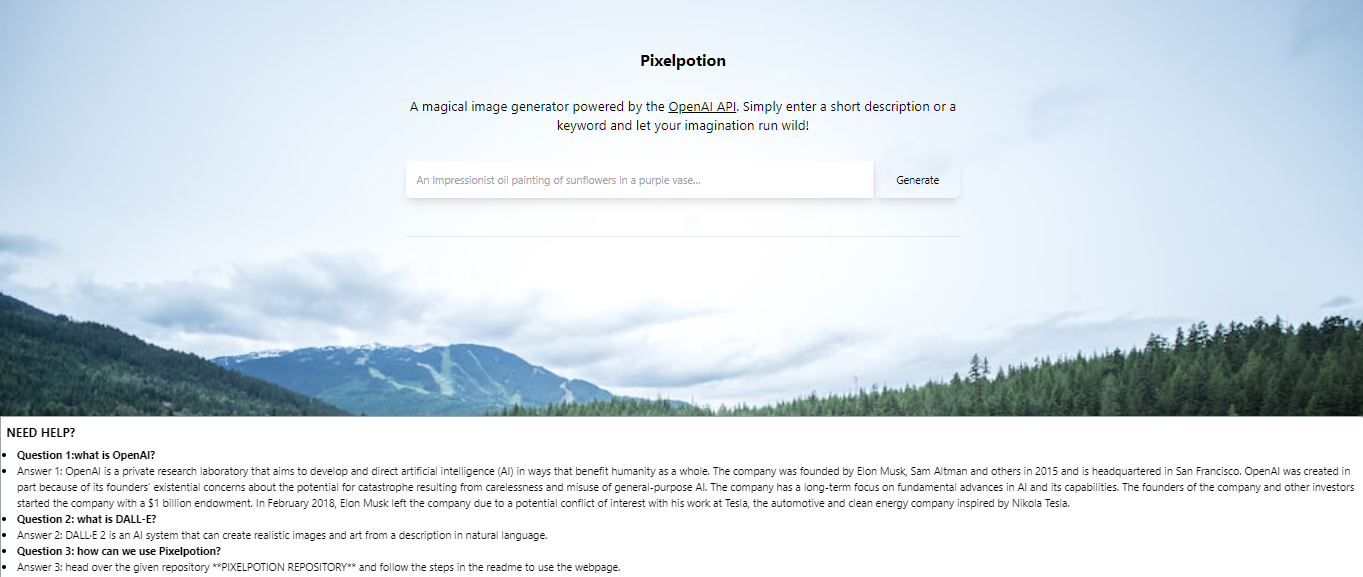 Pixelpotion
A magical image generator powered by the OpenAI API. Simply enter a short description or a
keyword and let your imagination run wild!
An Impressionist oil painting of sunflowers in a purple vase...
Generate
NEED HELP?
Question 1:what is OpenAI?
Answer 1: OpenAI is a private research laboratory that aims to develop and direct artificial intelligence (AI) in ways that benefit humanity as a whole. The company was founded by Elon Musk, Sam Altman and others in 2015 and is headquartered in San Francisco. OpenAI was created in
part because of its founders' existential concerns about the potential for catastrophe resulting from carelessness and misuse of general-purpose AI. The company has a long-term focus on fundamental advances in AI and its capabilities. The founders of the company and other investors
started the company with a $1 billion endowment. In February 2018, Elon Musk left the company due to a potential conflict of interest with his work at Tesla, the automotive and clean energy company inspired by Nikola Tesla.
Question 2: what is DALL-E?
Answer 2: DALL·E 2 is an AI system that can create realistic images and art from a description in natural language.
Question 3: how can we use Pixelpotion?
Answer 3: head over the given repository **PIXELPOTION REPOSITORY** and follow the steps in the readme to use the webpage.